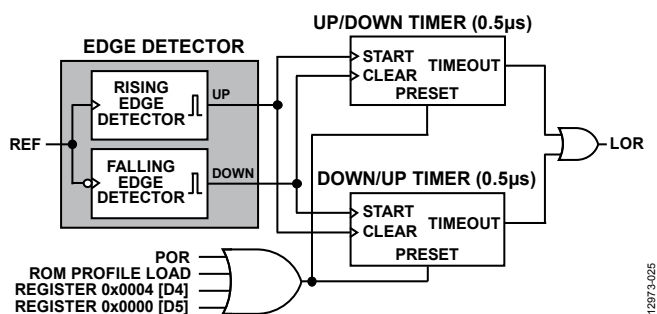 UP/DOWN TIMER (0.5µs)
EDGE DETECTOR
START
CLEAR
TIMEOUT
PRESET
RISING
EDGE
DETECTOR
UP
REF
LOR
FALLING
EDGE
DETECTOR
DOWN
DOWN/UP TIMER (0.5µs)
START
CLEAR
TIMEOUT
PRESET
POR
ROM PROFILE LOAD
REGISTER 0x0004 [D4]
REGISTER 0x0000 [D5]
12973-025